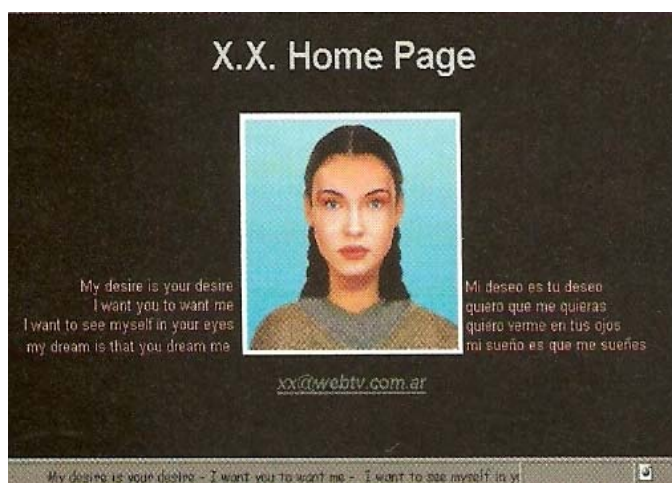 X.X. Home Page
My desire is your desire
I want you to want me
I want to see myself in your eyes
my dream is that you dream me
Mi deseo es tu deseo
quiero que me quieras
quiero verme en tus ojos
mi sueño es que me sueñes
xx@webtv.com.ar
My desire is your desire - I want you to want me - I want to see myself in y